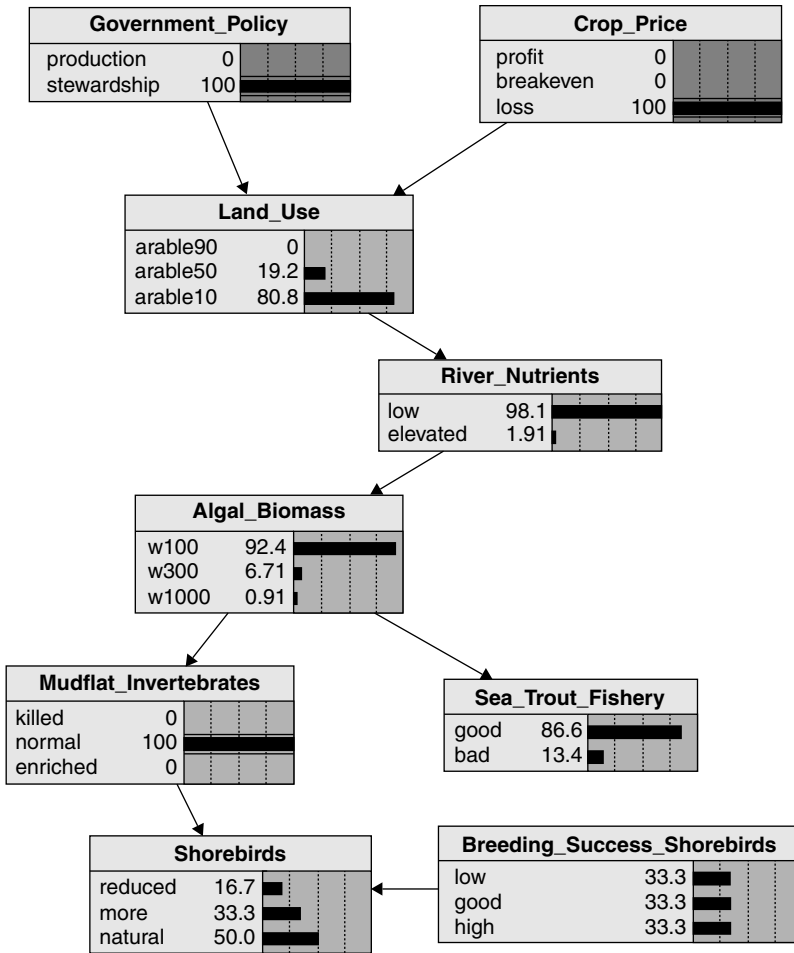 Government_Policy
production 0
stewardship 100
Crop_Price
profit 0
breakeven 0
loss 100
Land_Use
arable90 0
arable50 19.2
arable10 80.8
River_Nutrients
low 98.1
elevated 1.91
Algal_Biomass
w100 92.4
w300 6.71
w1000 0.91
Mudflat_Invertebrates
killed 0
normal 100
enriched 0
Sea_Trout_Fishery
good 86.6
bad 13.4
Shorebirds
reduced 16.7
more 33.3
natural 50.0
Breeding_Success_Shorebirds
low 33.3
good 33.3
high 33.3